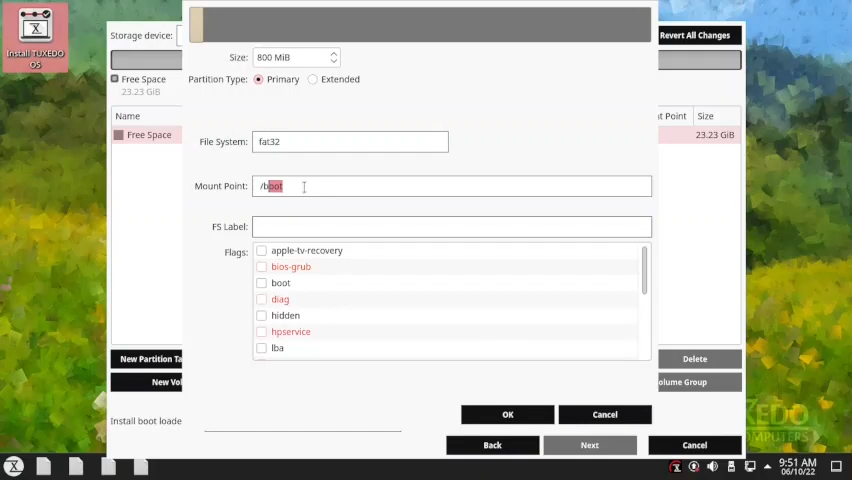 Install TUXEDO
OS
Storage device:
Revert All Changes
Size:
800 MiB
Partition Type:
Primary
Extended
Free Space
23.23 GiB
Name
Point
Size
Free Space
23.23 GiB
File System:
fat32
Mount Point:
/boot
FS Label:
Flags:
apple-tv-recovery
bios-grub
boot
diag
hidden
hpservice
lba
New Partition Ta
Delete
New Vol
olume Group
Install boot loade
OK
Cancel
Back
Next
Cancel
XEDO
OMPUTERS
9:51 AM
06/10/22